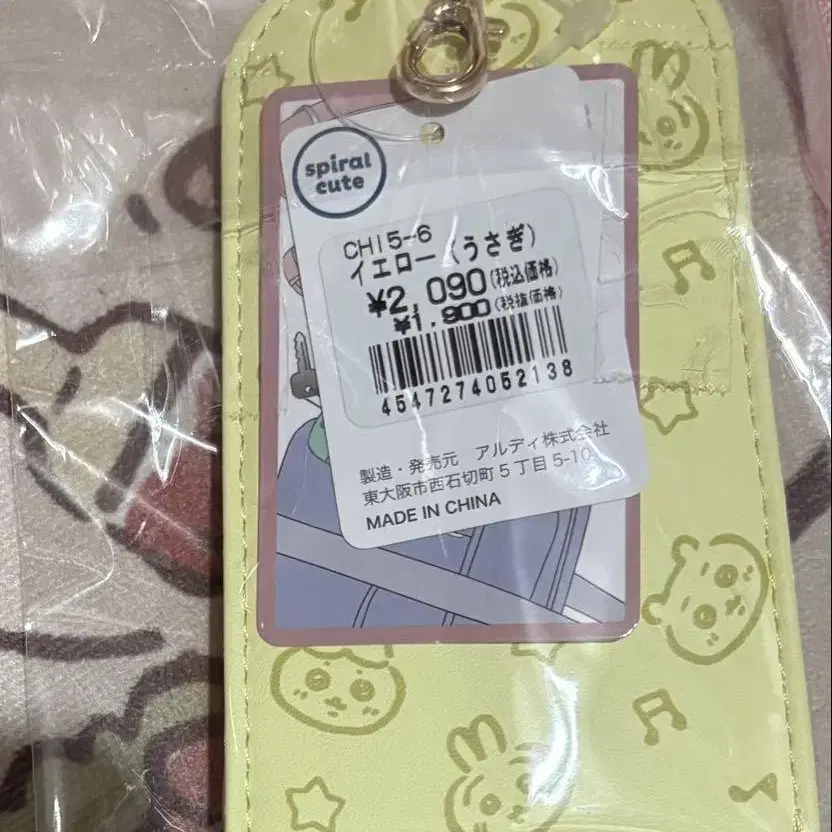 spiral
cute
CHI5-6
イエロー(うさぎ)
¥2,090(税込価格)
¥1,900(税抜価格)
4547274052138
製造・発売元 アルディ株式会社
東大阪市西石切町5丁目5-10
MADE IN CHINA